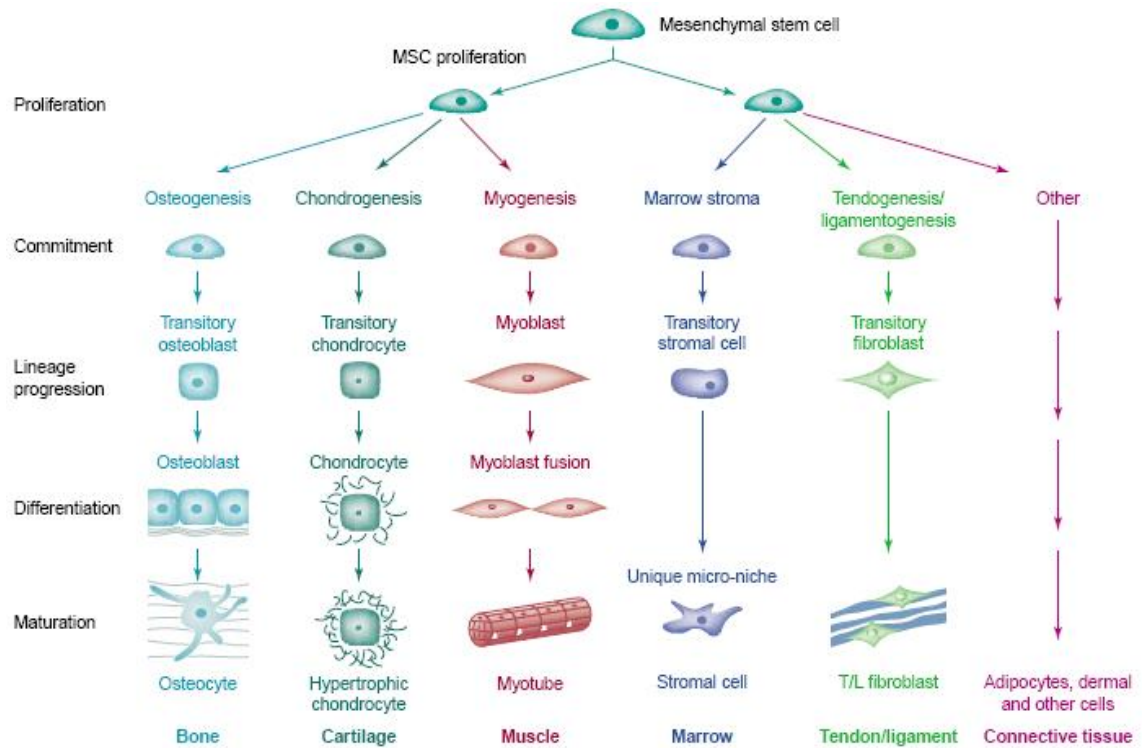 Mesenchymal stem cell
MSC proliferation
Proliferation
Osteogenesis
Chondrogenesis
Myogenesis
Marrow stroma
Tendogenesis/
ligamentogenesis
Other
Commitment
Transitory
osteoblast
Transitory
chondrocyte
Myoblast
Transitory
stromal cell
Transitory
fibroblast
Lineage
progression
Osteoblast
Chondrocyte
Myoblast fusion
Differentiation
Unique micro-niche
Maturation
Osteocyte
Hypertrophic
chondrocyte
Myotube
Stromal cell
T/L fibroblast
Adipocytes, dermal
and other cells
Bone
Cartilage
Muscle
Marrow
Tendon/ligament
Connective tissue